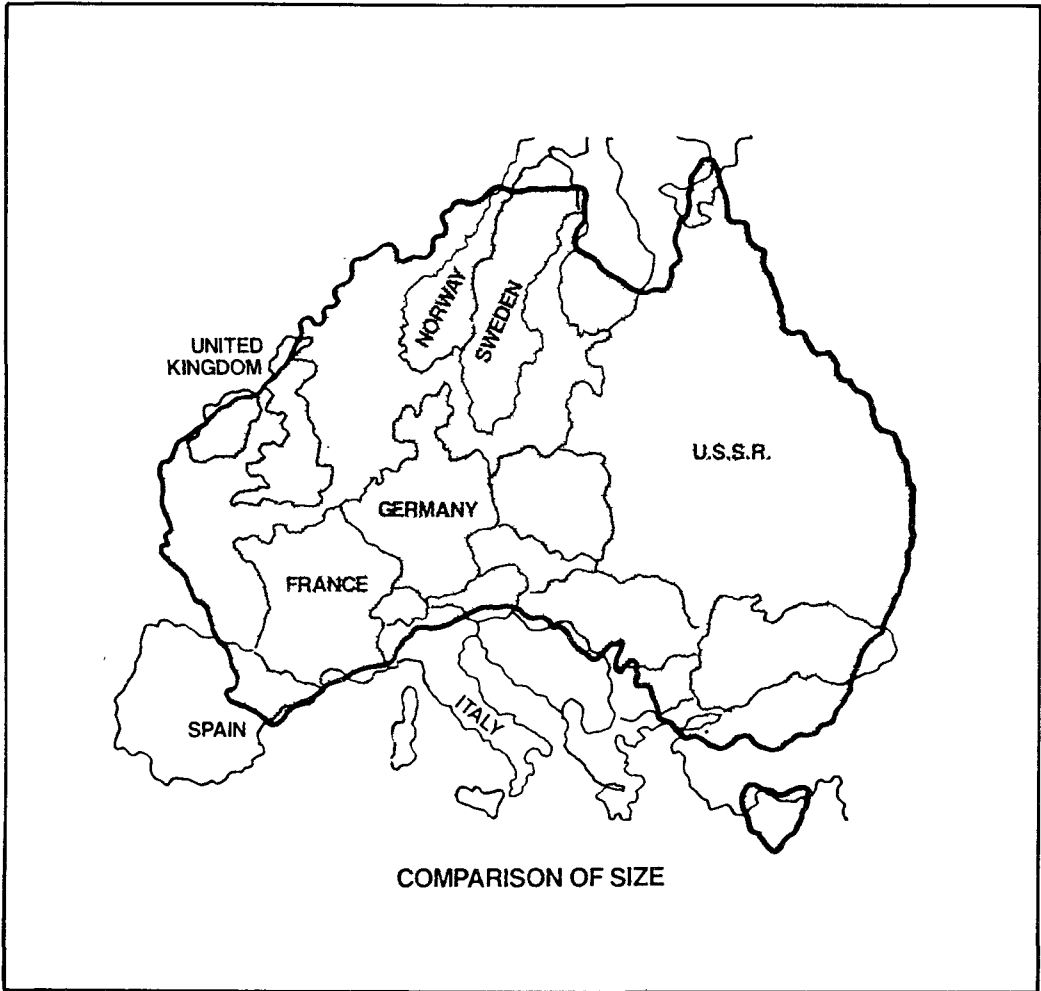 NORWAY
SWEDEN
UNITED
KINGDOM
U.S.S.R.
GERMANY
FRANCE
ITALY
SPAIN
COMPARISON OF SIZE